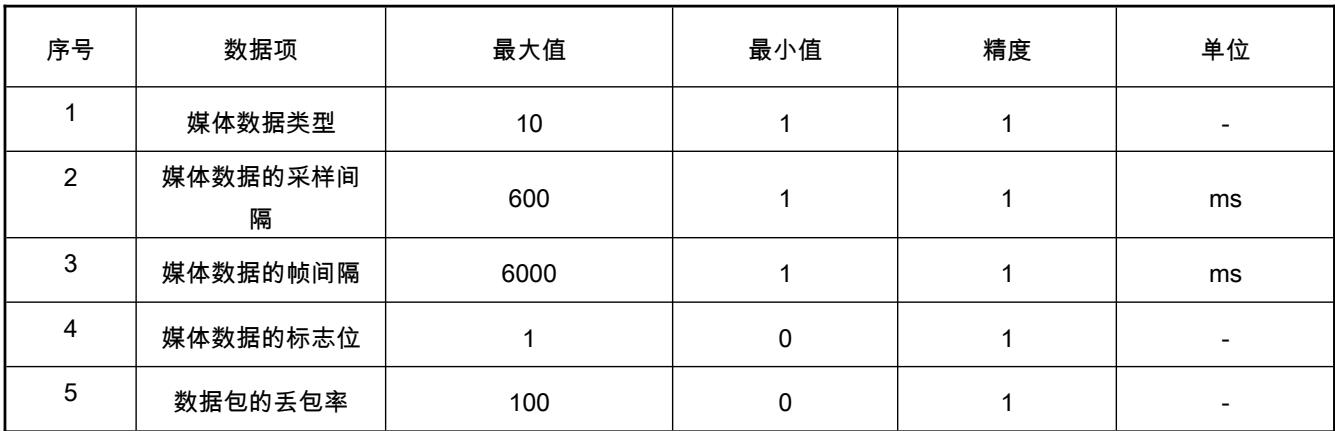 序号 数据项 最大值 最小值 精度 单位
1 媒体数据类型 10 1 1 -
2 媒体数据的采样间
隔 600 1 1 ms
3 媒体数据的帧间隔 6000 1 1 ms
4 媒体数据的标志位 1 0 1 -
5 数据包的丢包率 100 0 1 -